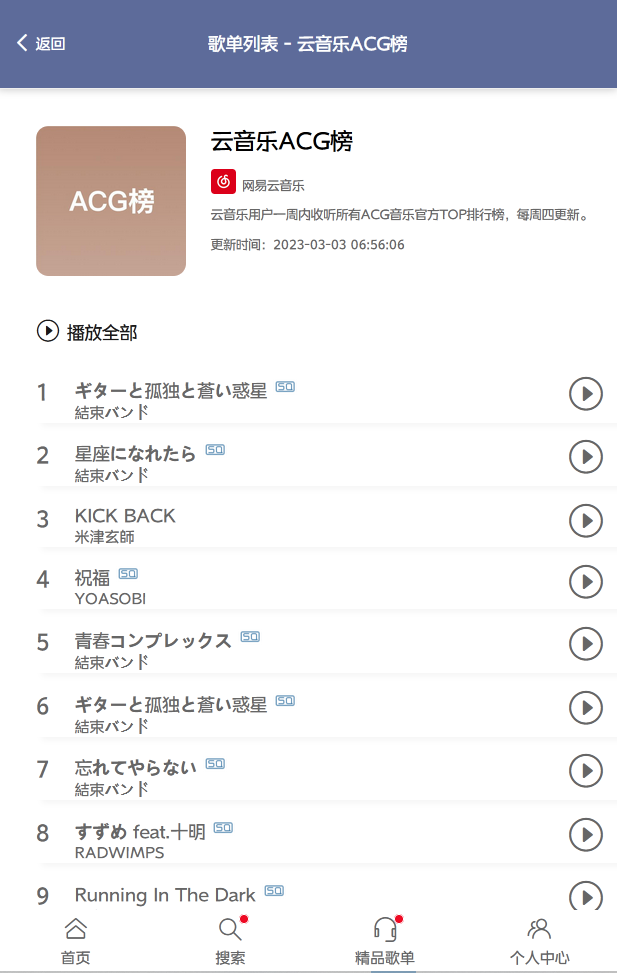 返回
歌单列表 - 云音乐ACG榜
ACG榜
云音乐ACG榜
网易云音乐
云音乐用户一周内收听所有ACG音乐官方TOP排行榜，每周四更新。
更新时间：2023-03-03 06:56:06
播放全部
1 ギターと孤独と蒼い惑星 SQ
結束バンド
2 星座になれたら SQ
結束バンド
3 KICK BACK
米津玄師
4 祝福 SQ
YOASOBI
5 青春コンプレックス SQ
結束バンド
6 ギターと孤独と蒼い惑星 SQ
結束バンド
7 忘れてやらない SQ
結束バンド
8 すずめ feat.十明 SQ
RADWIMPS
9 Running In The Dark SQ
首页 搜索 精品歌单 个人中心